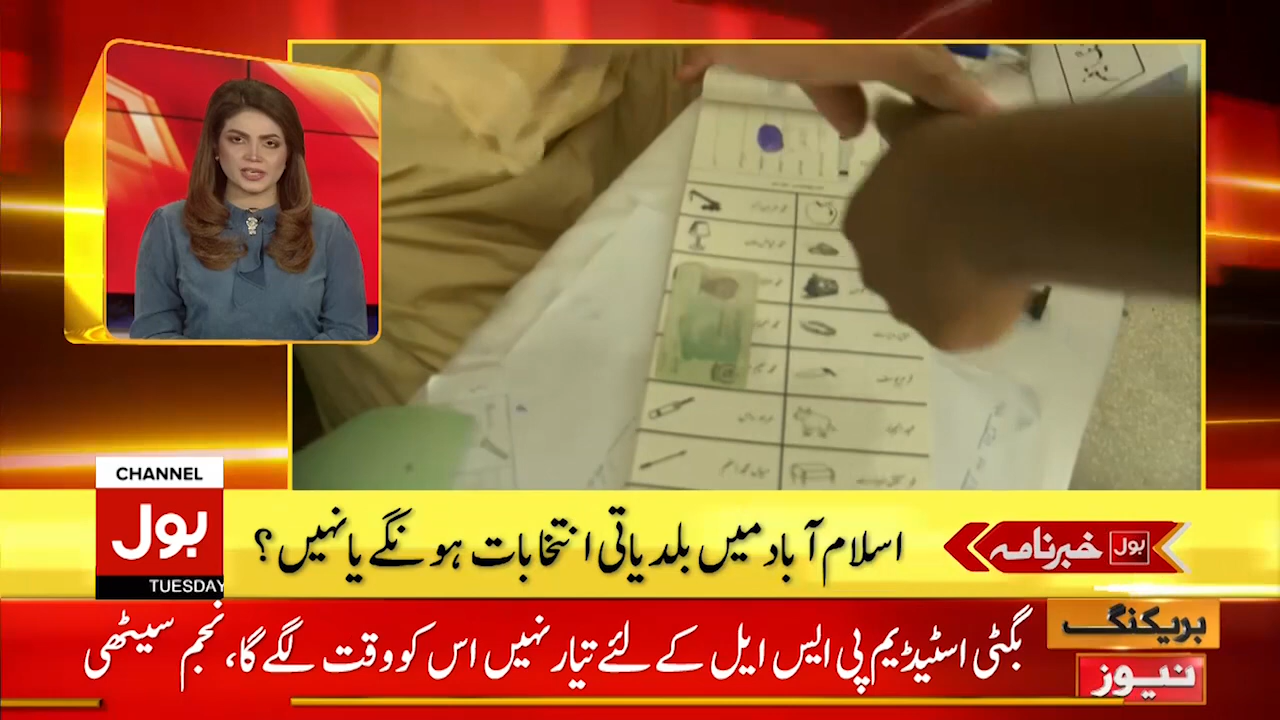 CHANNEL
بول
TUESDAY
اسلام آباد میں بلدیاتی انتخابات ہونگے یا نہیں؟
بول خبرنامہ
بریکنگ
نیوز
بگٹی اسٹیڈیم پی ایس ایل کے لئے تیار نہیں اس کو وقت لگے گا، نجم سیٹھی